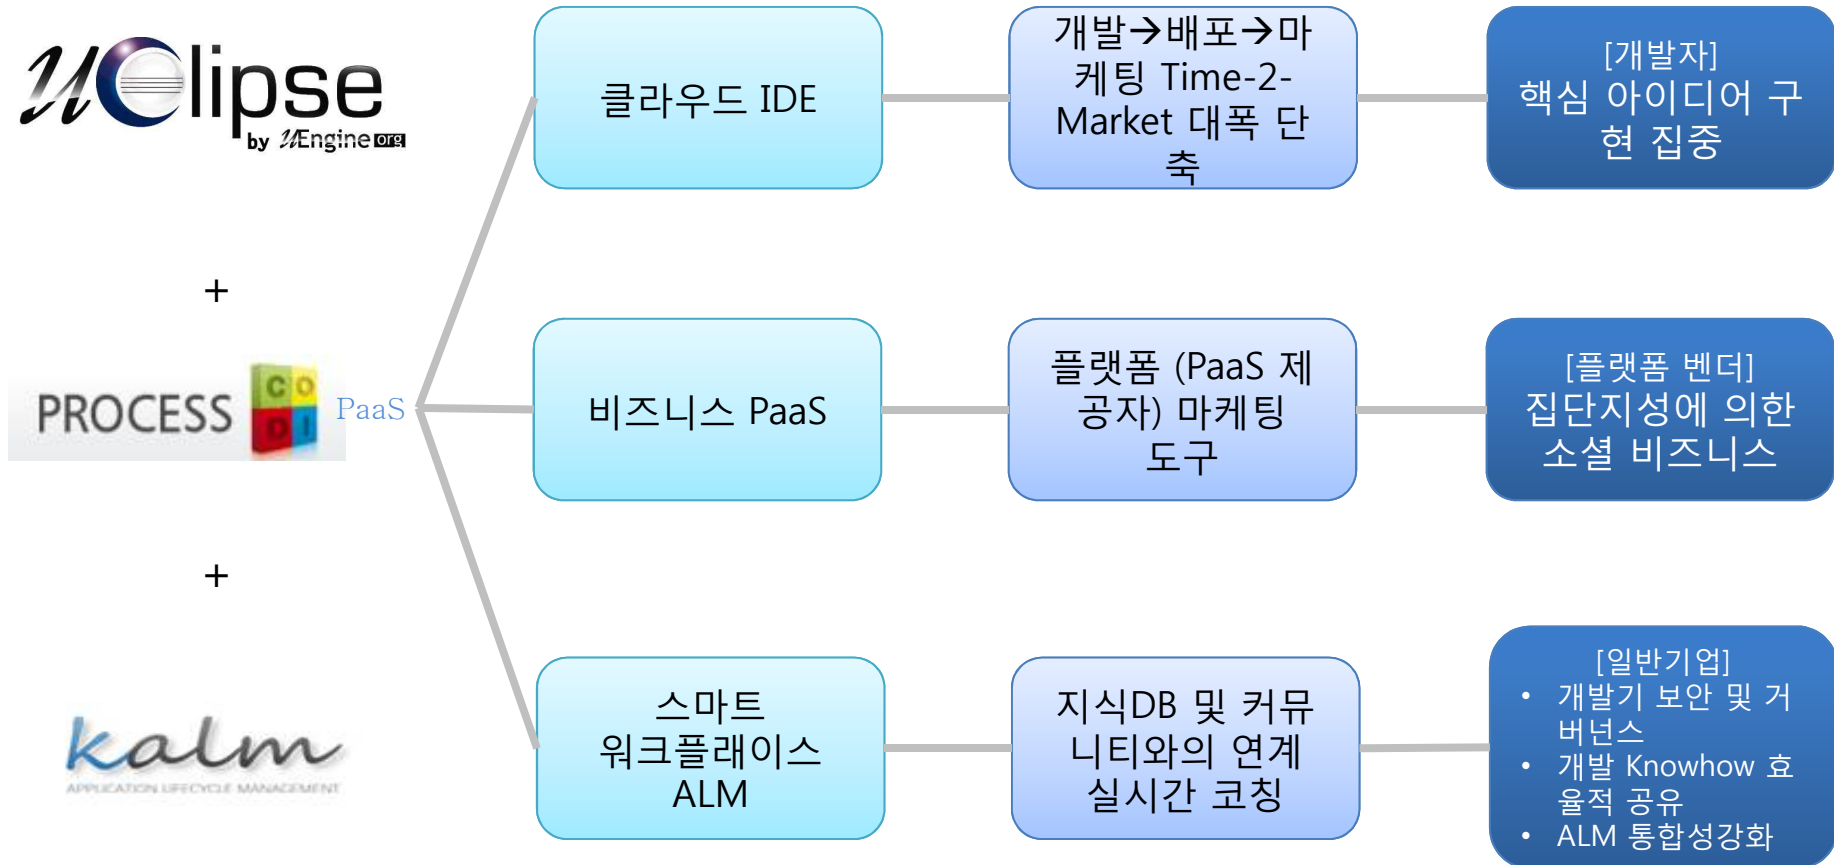 uClipse
by uEngine org
+
PROCESS
CO
DI
PaaS
+
kalm
APPLICATION LIFECYCLE MANAGEMENT
클라우드 IDE
개발→배포→마
케팅 Time-2-
Market 대폭 단
축
[개발자]
핵심 아이디어 구
현 집중
비즈니스 PaaS
플랫폼 (PaaS 제
공자) 마케팅
도구
[플랫폼 벤더]
집단지성에 의한
소셜 비즈니스
스마트
워크플래이스
ALM
지식DB 및 커뮤
니티와의 연계
실시간 코칭
[일반기업]
• 개발기 보안 및 거
버넌스
• 개발 Knowhow 효
율적 공유
• ALM 통합성강화